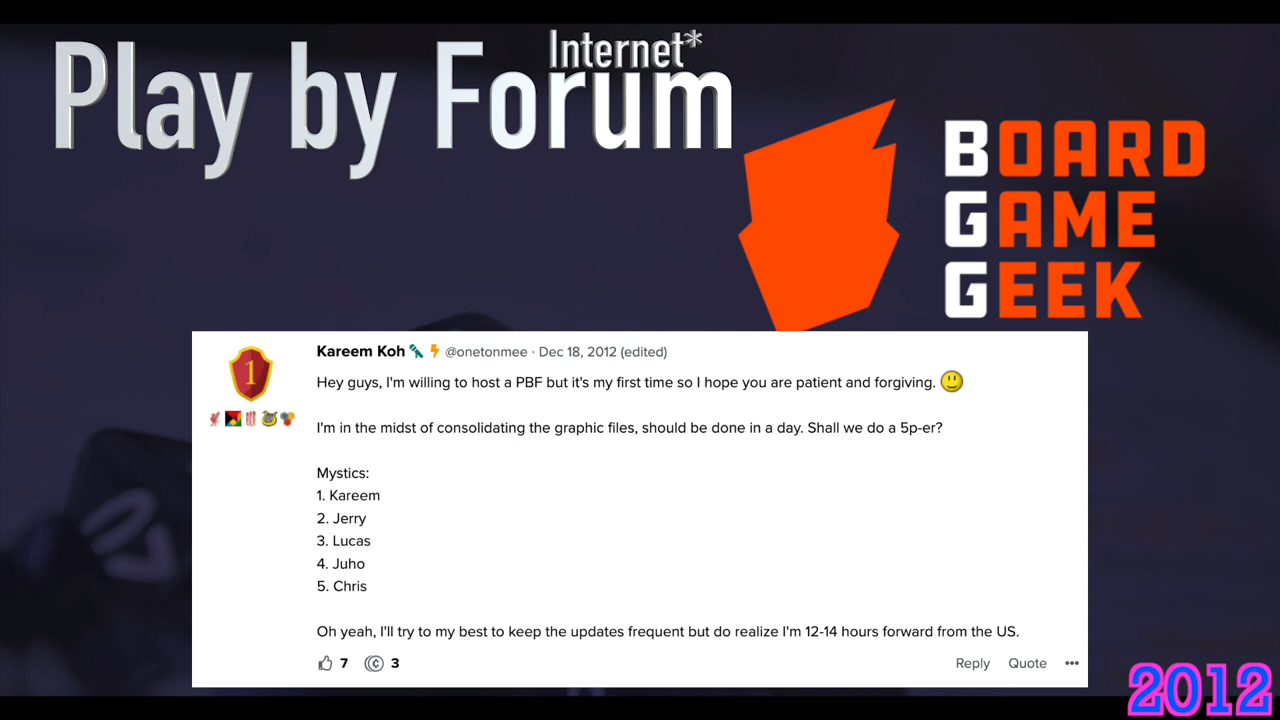 Internet*
Play by Forum
BOARD
GAME
GEEK
Kareem Koh @onetonmee · Dec 18, 2012 (edited)
1
Hey guys, I'm willing to host a PBF but it's my first time so I hope you are patient and forgiving.
I'm in the midst of consolidating the graphic files, should be done in a day. Shall we do a 5p-er?
Mystics:
1. Kareem
2. Jerry
3. Lucas
4. Juho
5. Chris
Oh yeah, I'll try to my best to keep the updates frequent but do realize I'm 12-14 hours forward from the US.
7 3 Reply Quote •••
2012